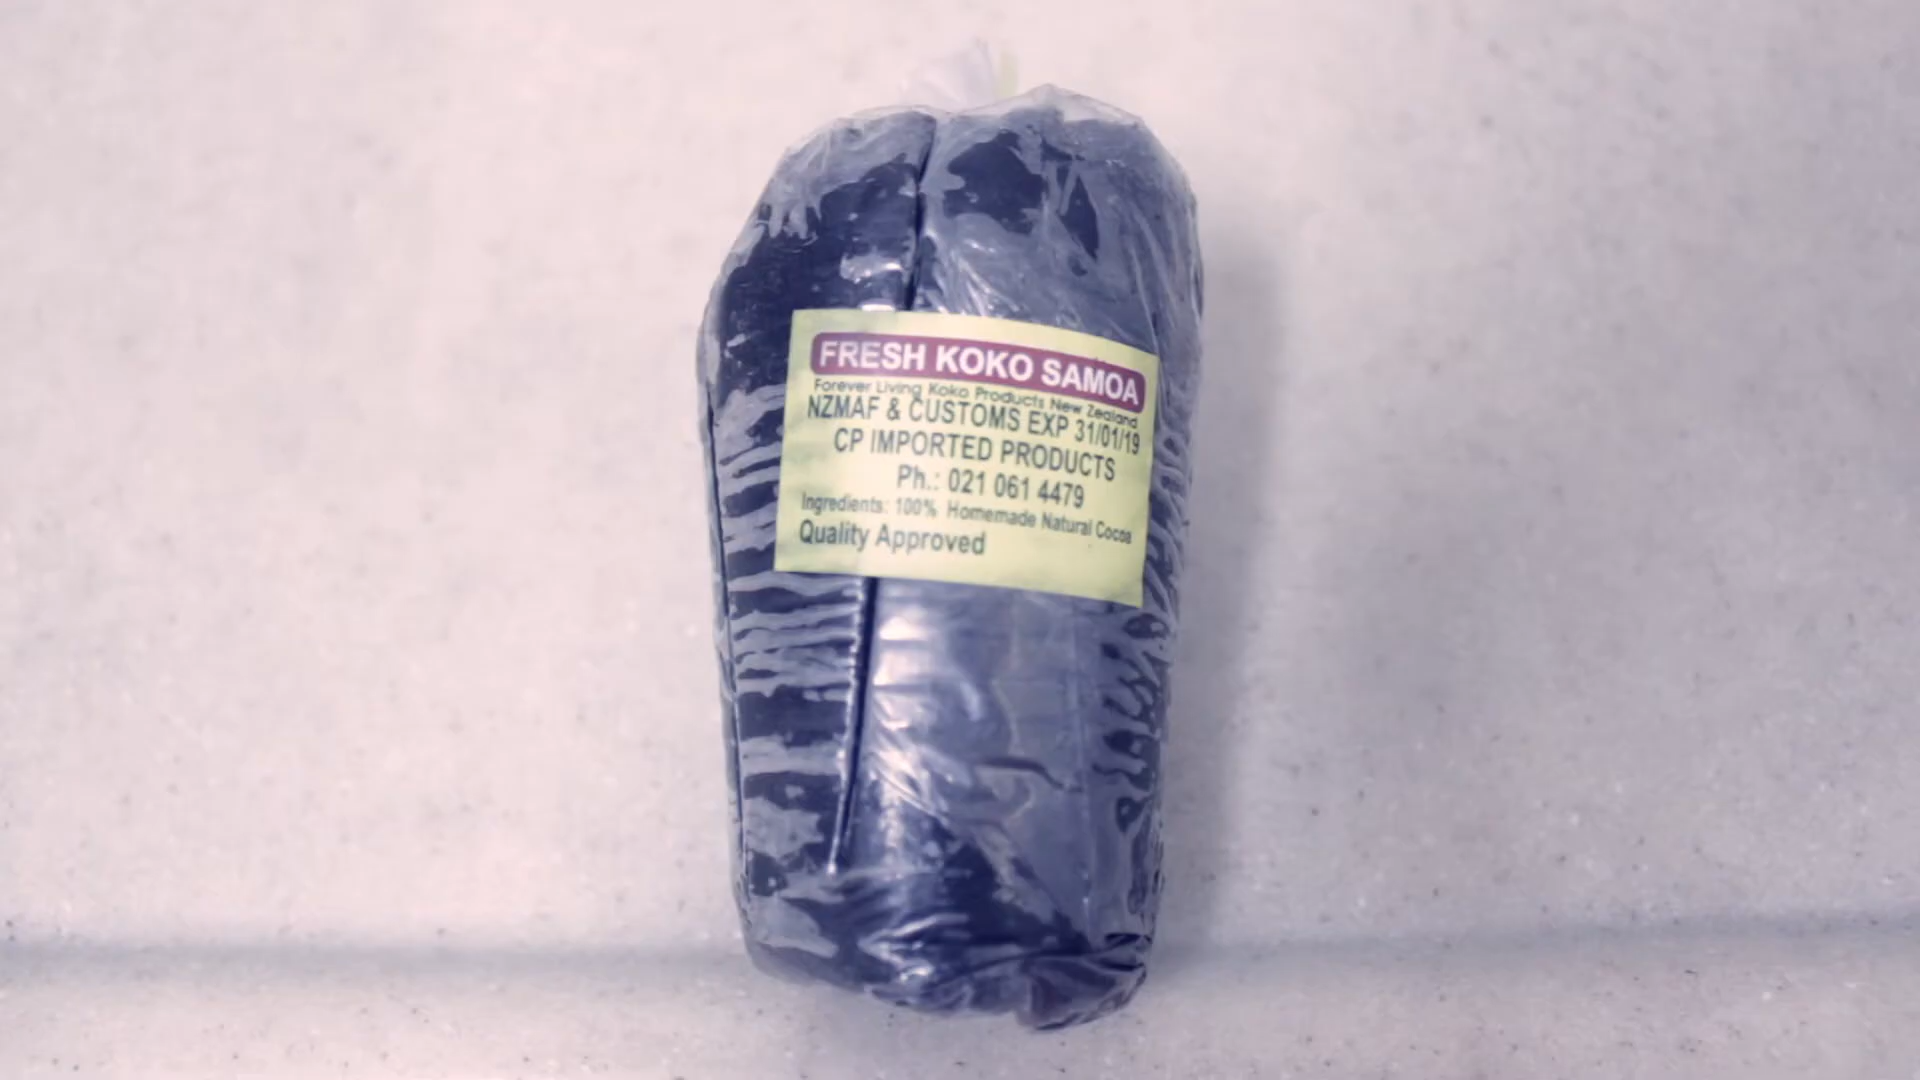 FRESH KOKO SAMOA
Forever Living Koko Products New Zealand
NZMAF & CUSTOMS EXP 31/01/19
CP IMPORTED PRODUCTS
Ph.: 021 061 4479
Ingredients: 100% Homemade Natural Cocoa
Quality Approved